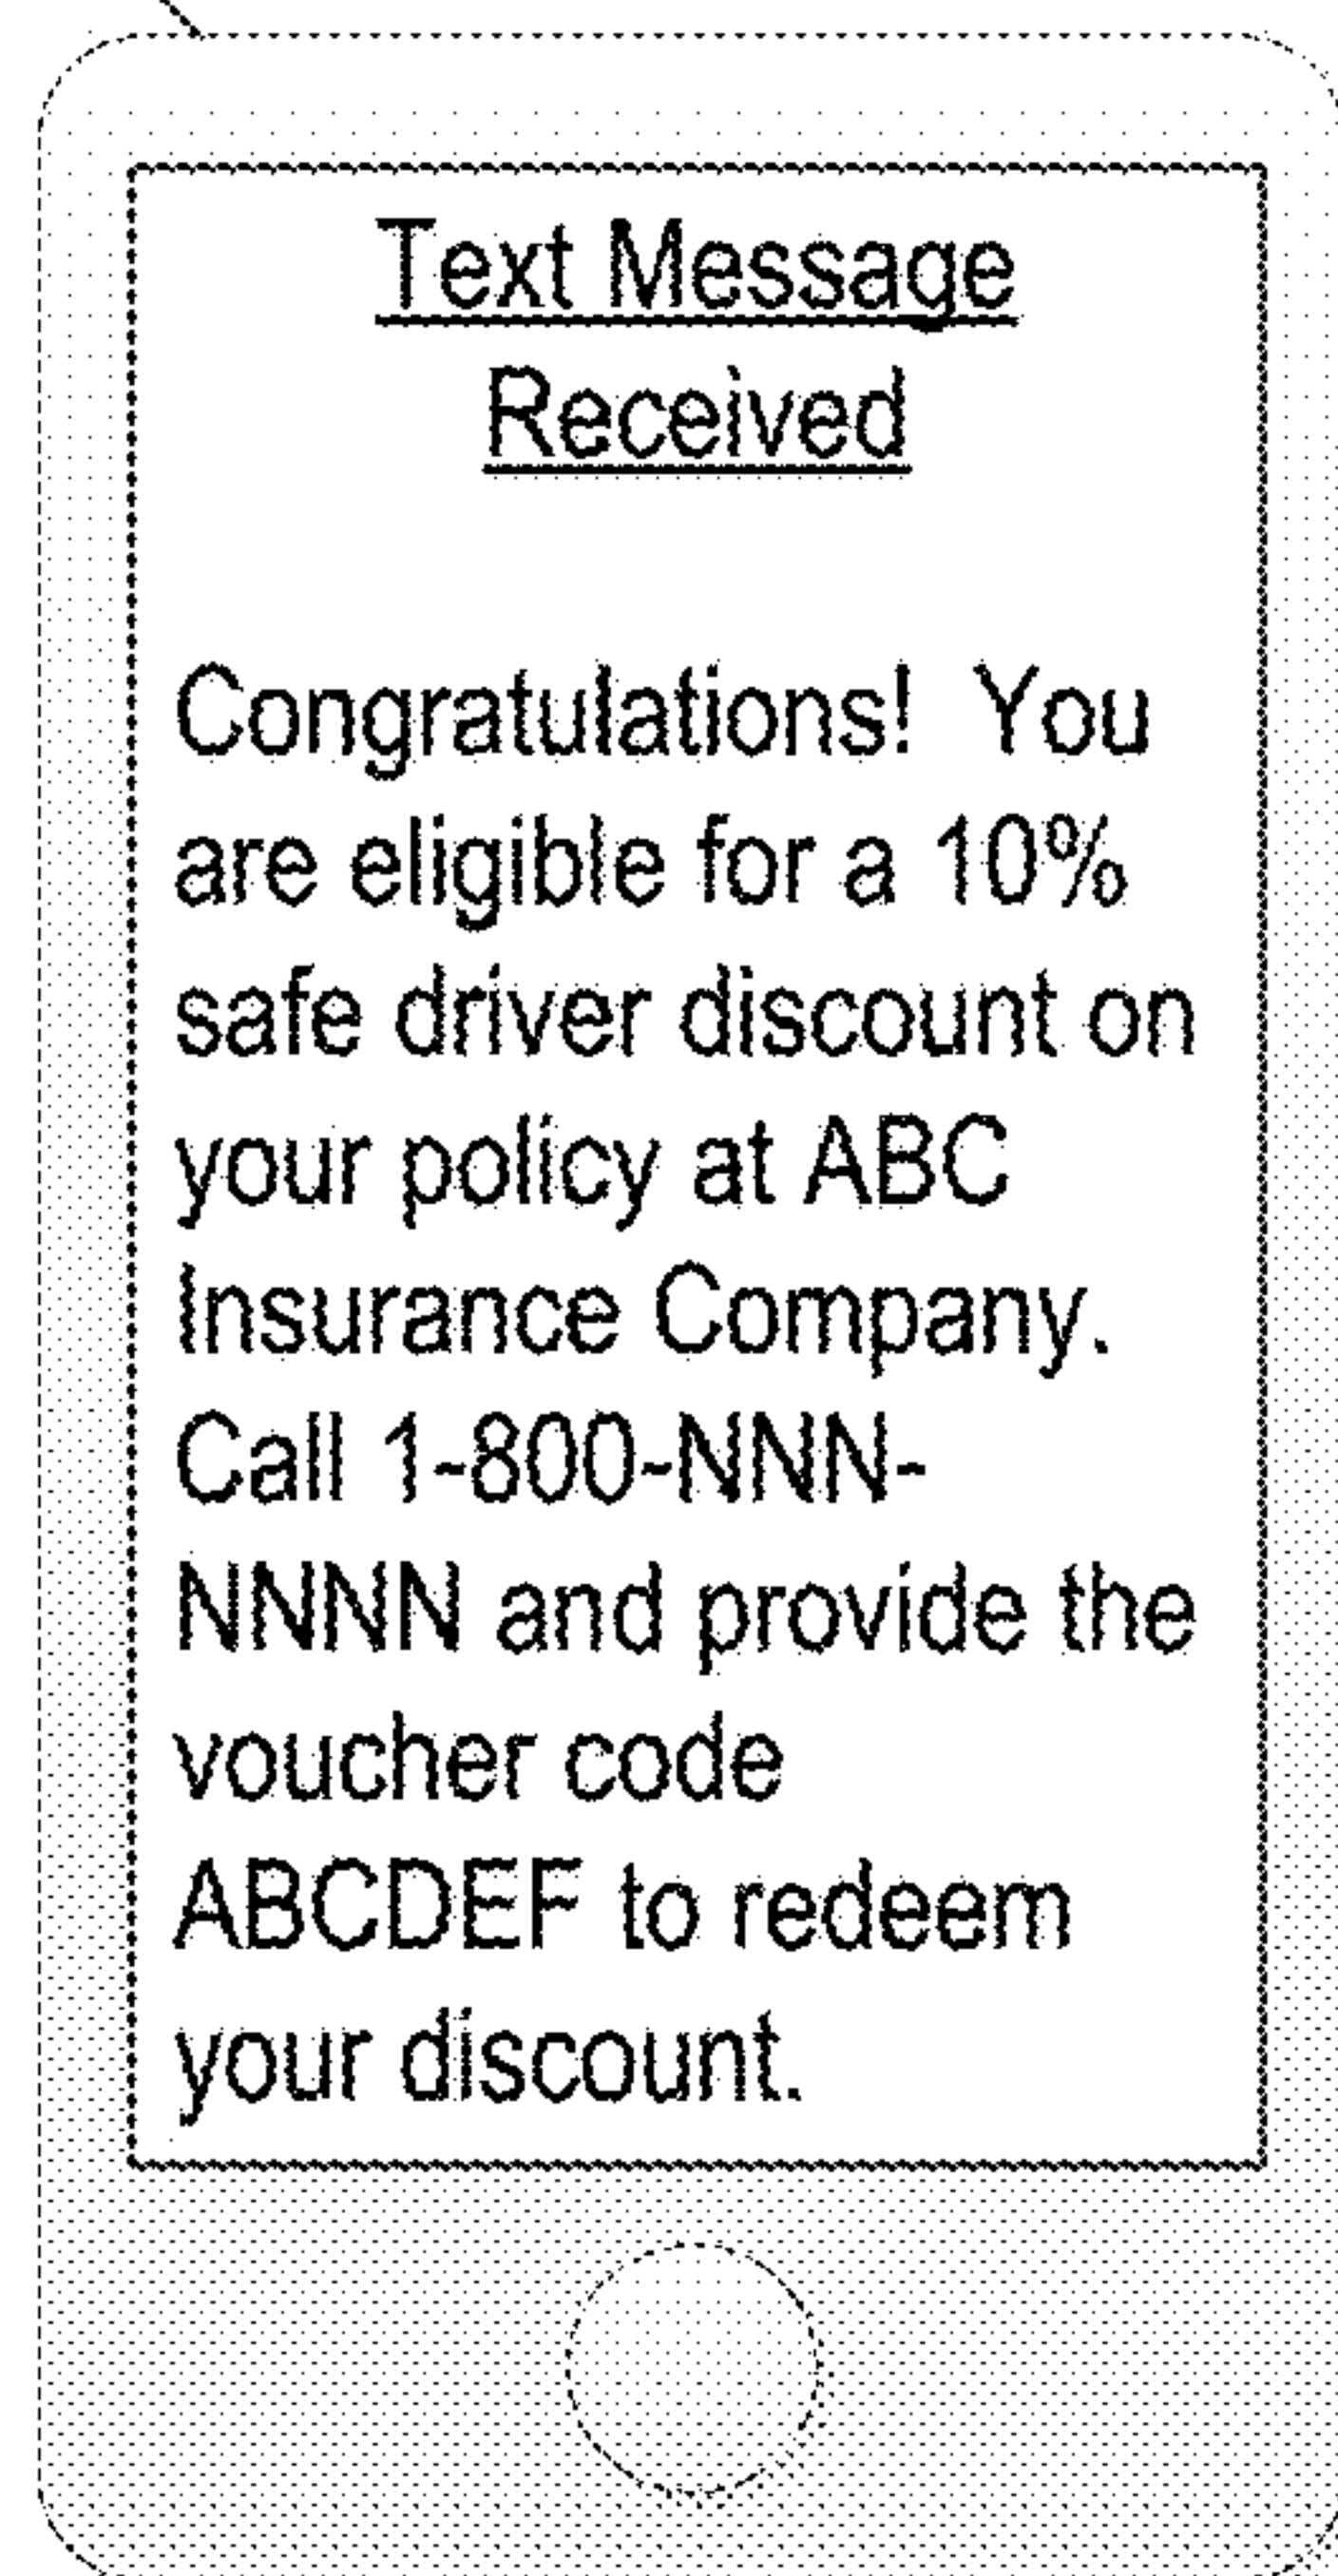 Text Message
Received
Congratulations!  You
are eligible for a 10%
safe driver discount on
your policy at ABC
Insurance Company.
Call 1-800-NNN-
NNNN and provide the
voucher code
ABCDEF to redeem
your discount.